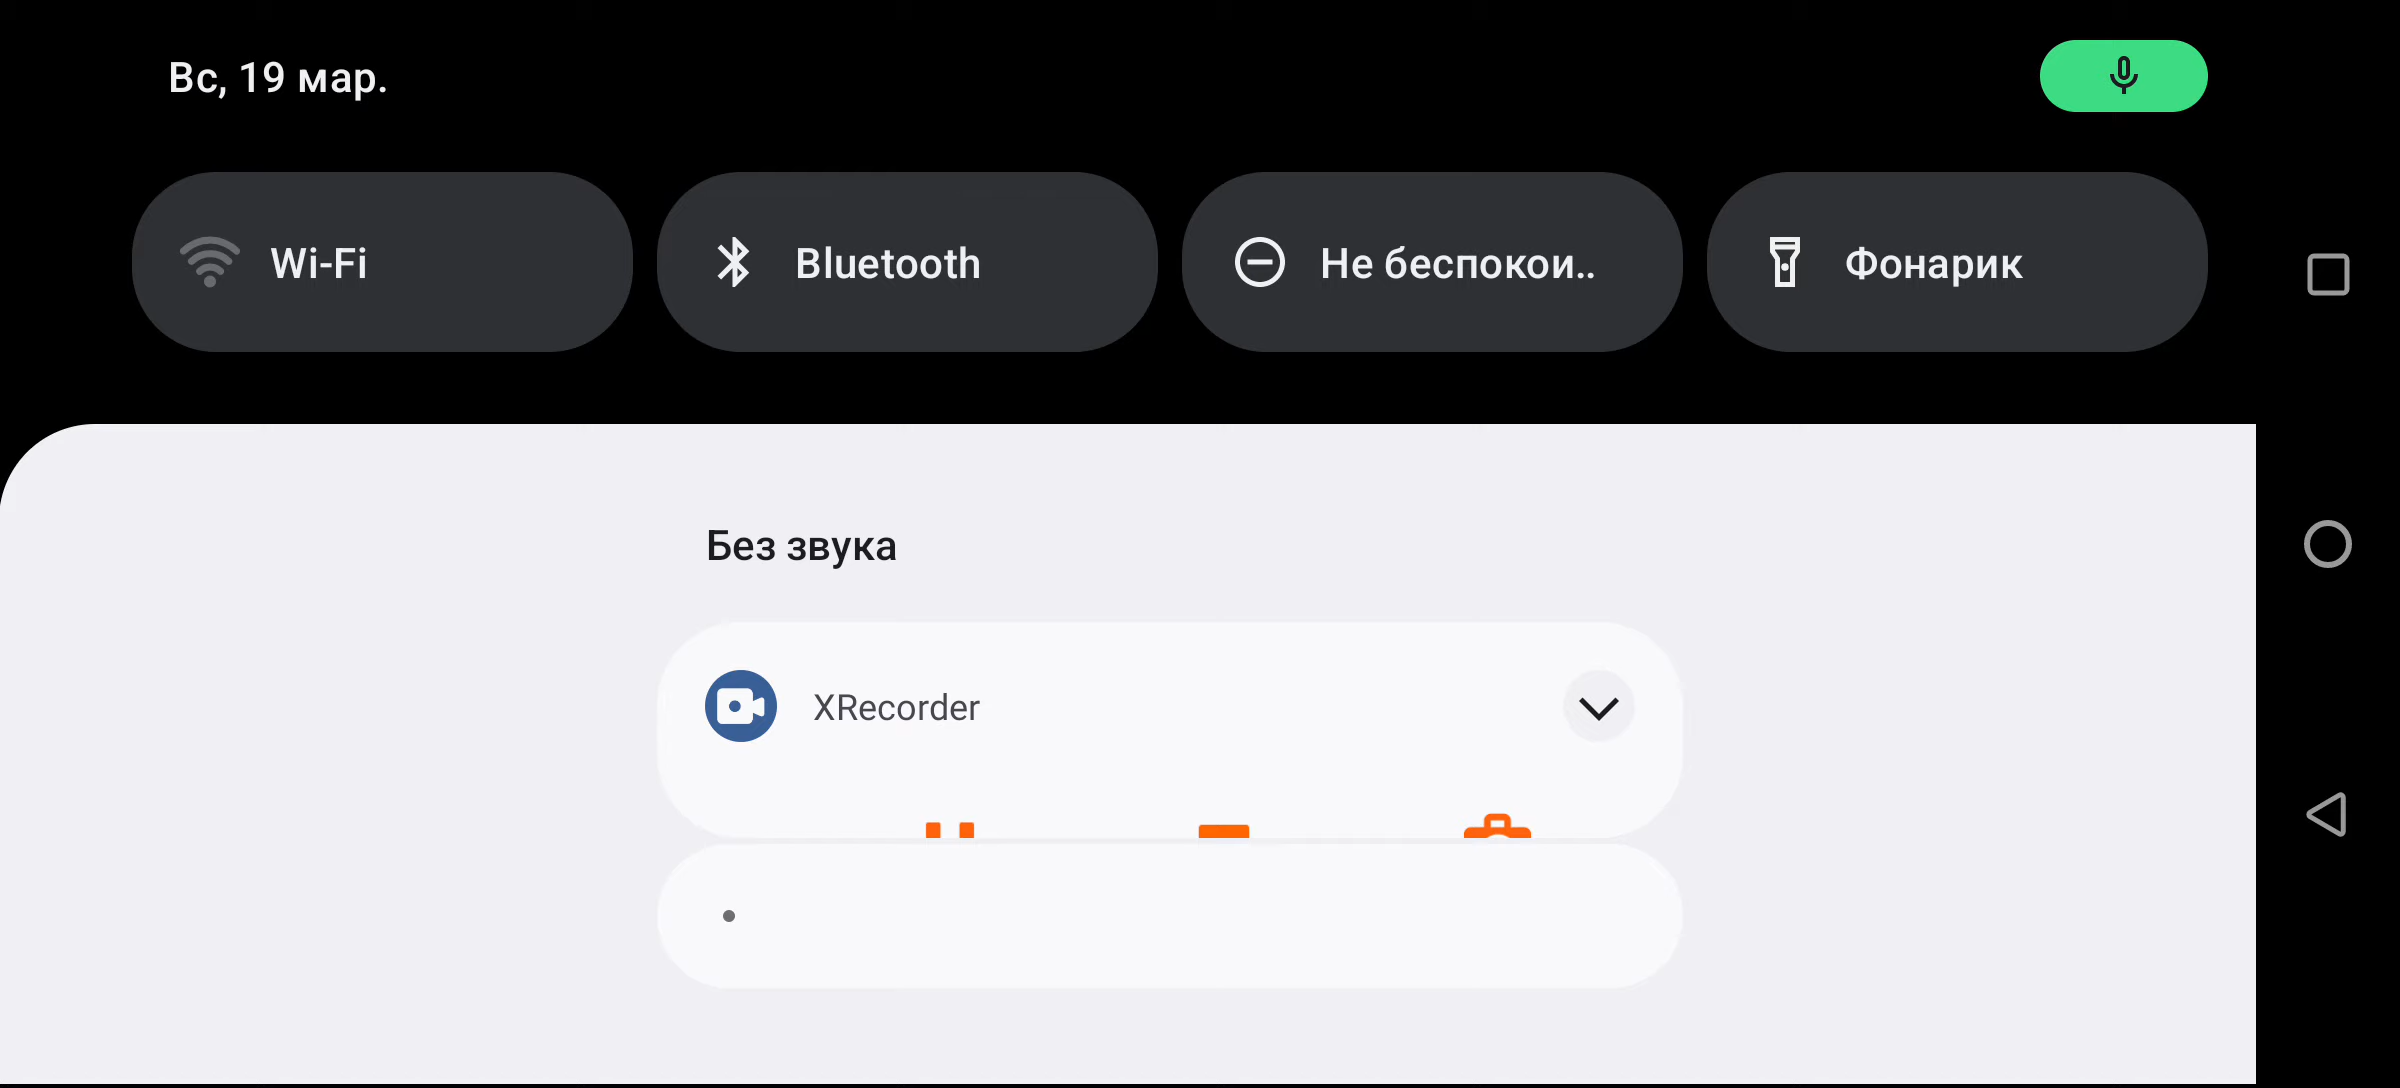 Вс, 19 мар.
Wi-Fi
Bluetooth
Не беспокои..
Фонарик
Без звука
XRecorder